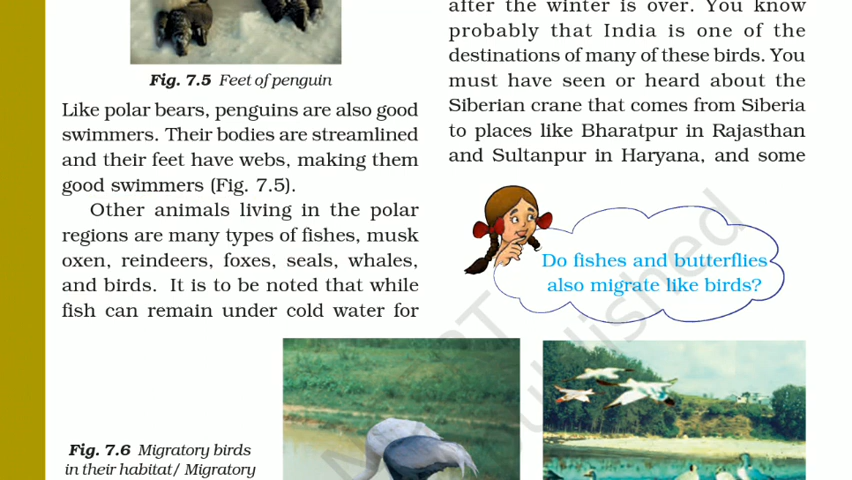 Fig. 7.5 Feet of penguin
Like polar bears, penguins are also good
swimmers. Their bodies are streamlined
and their feet have webs, making them
good swimmers (Fig. 7.5).
Other animals living in the polar
regions are many types of fishes, musk
oxen, reindeers, foxes, seals, whales,
and birds. It is to be noted that while
fish can remain under cold water for
after the winter is over. You know
probably that India is one of the
destinations of many of these birds. You
must have seen or heard about the
Siberian crane that comes from Siberia
to places like Bharatpur in Rajasthan
and Sultanpur in Haryana, and some
Do fishes and butterflies
also migrate like birds?
Fig. 7.6 Migratory birds
in their habitat/ Migratory